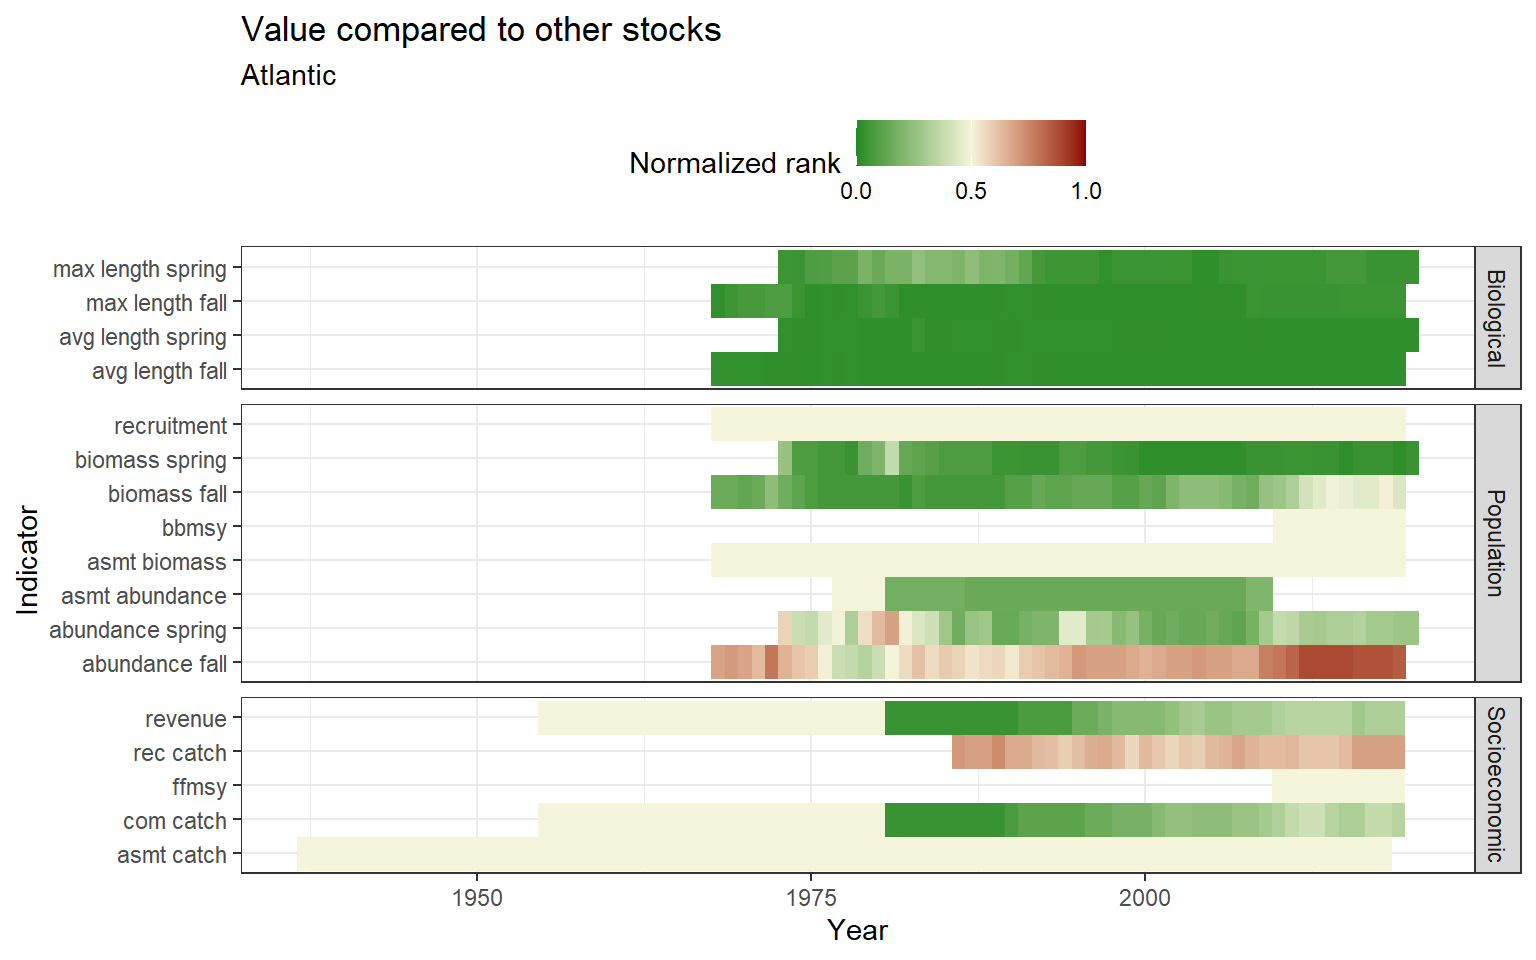 Value compared to other stocks
Atlantic
Normalized rank
0.0 0.5 1.0
Indicator
max length spring
max length fall
avg length spring
avg length fall
Biological
recruitment
biomass spring
biomass fall
bbmsy
asmt biomass
asmt abundance
abundance spring
abundance fall
Population
revenue
rec catch
ffmsy
com catch
asmt catch
Socioeconomic
1950 1975 2000
Year